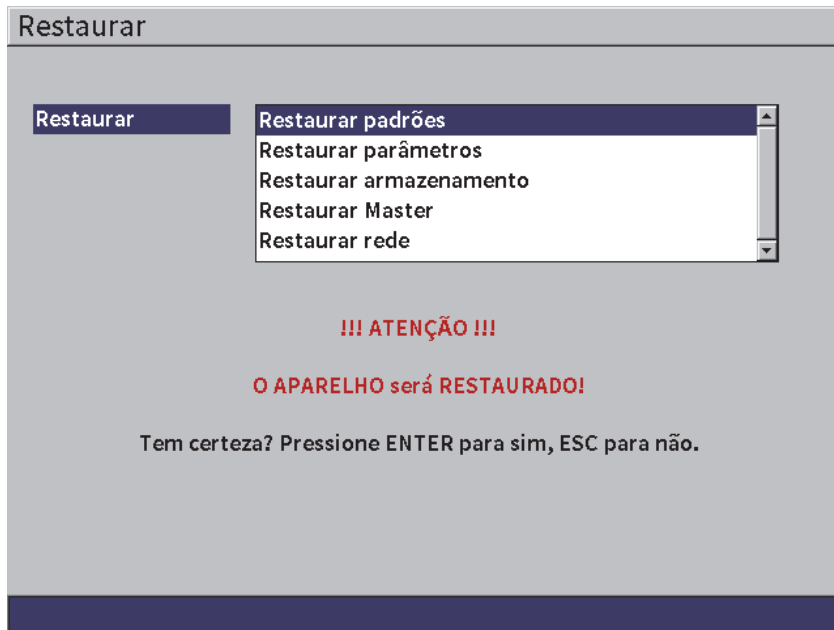 Restaurar
Restaurar
Restaurar padrões
Restaurar parâmetros
Restaurar armazenamento
Restaurar Master
Restaurar rede
!!! ATENÇÃO !!!
O APARELHO será RESTAURADO!
Tem certeza? Pressione ENTER para sim, ESC para não.